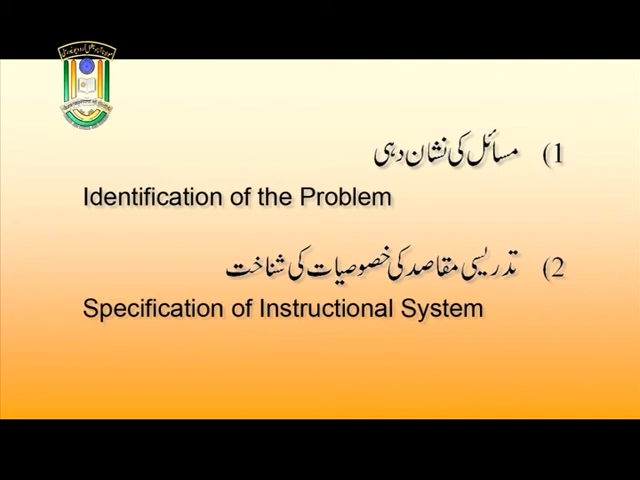 1) مسائل کی نشان دہی
Identification of the Problem
2) تدریسی مقاصد کی خصوصیات کی شناخت
Specification of Instructional System